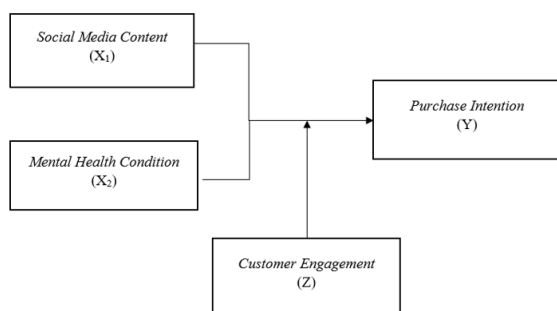 Social Media Content
(X₁)
Purchase Intention
(Y)
Mental Health Condition
(X₂)
Customer Engagement
(Z)